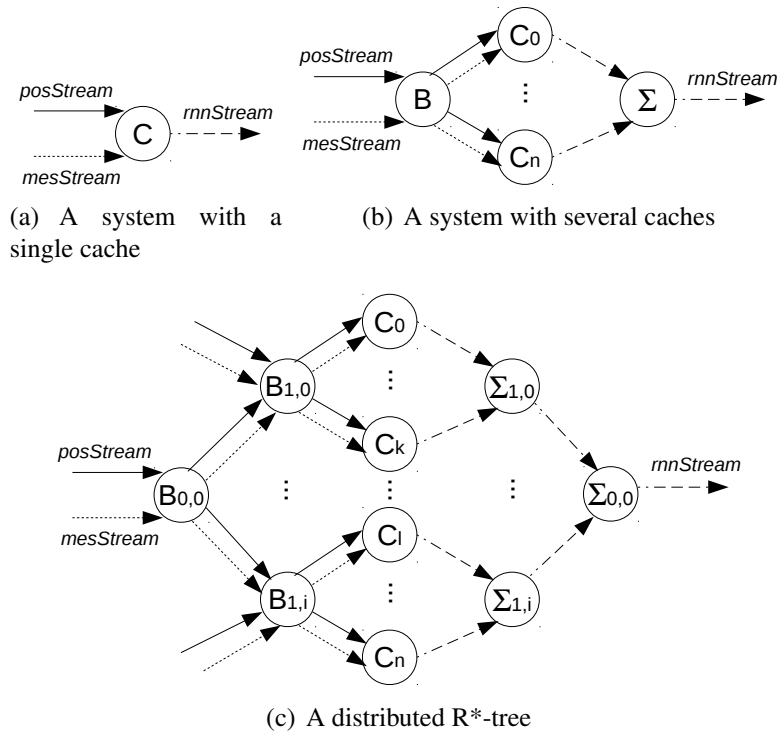 posStream
C
rnnStream
mesStream
(a) A system with a
single cache
C0
posStream
B
...
Σ
rnnStream
mesStream
Cn
(b) A system with several caches
C0
B1,0
...
Σ1,0
Ck
posStream
B0,0
...
...
...
Σ0,0
rnnStream
mesStream
Cl
B1,i
...
Σ1,i
Cn
(c) A distributed R*-tree